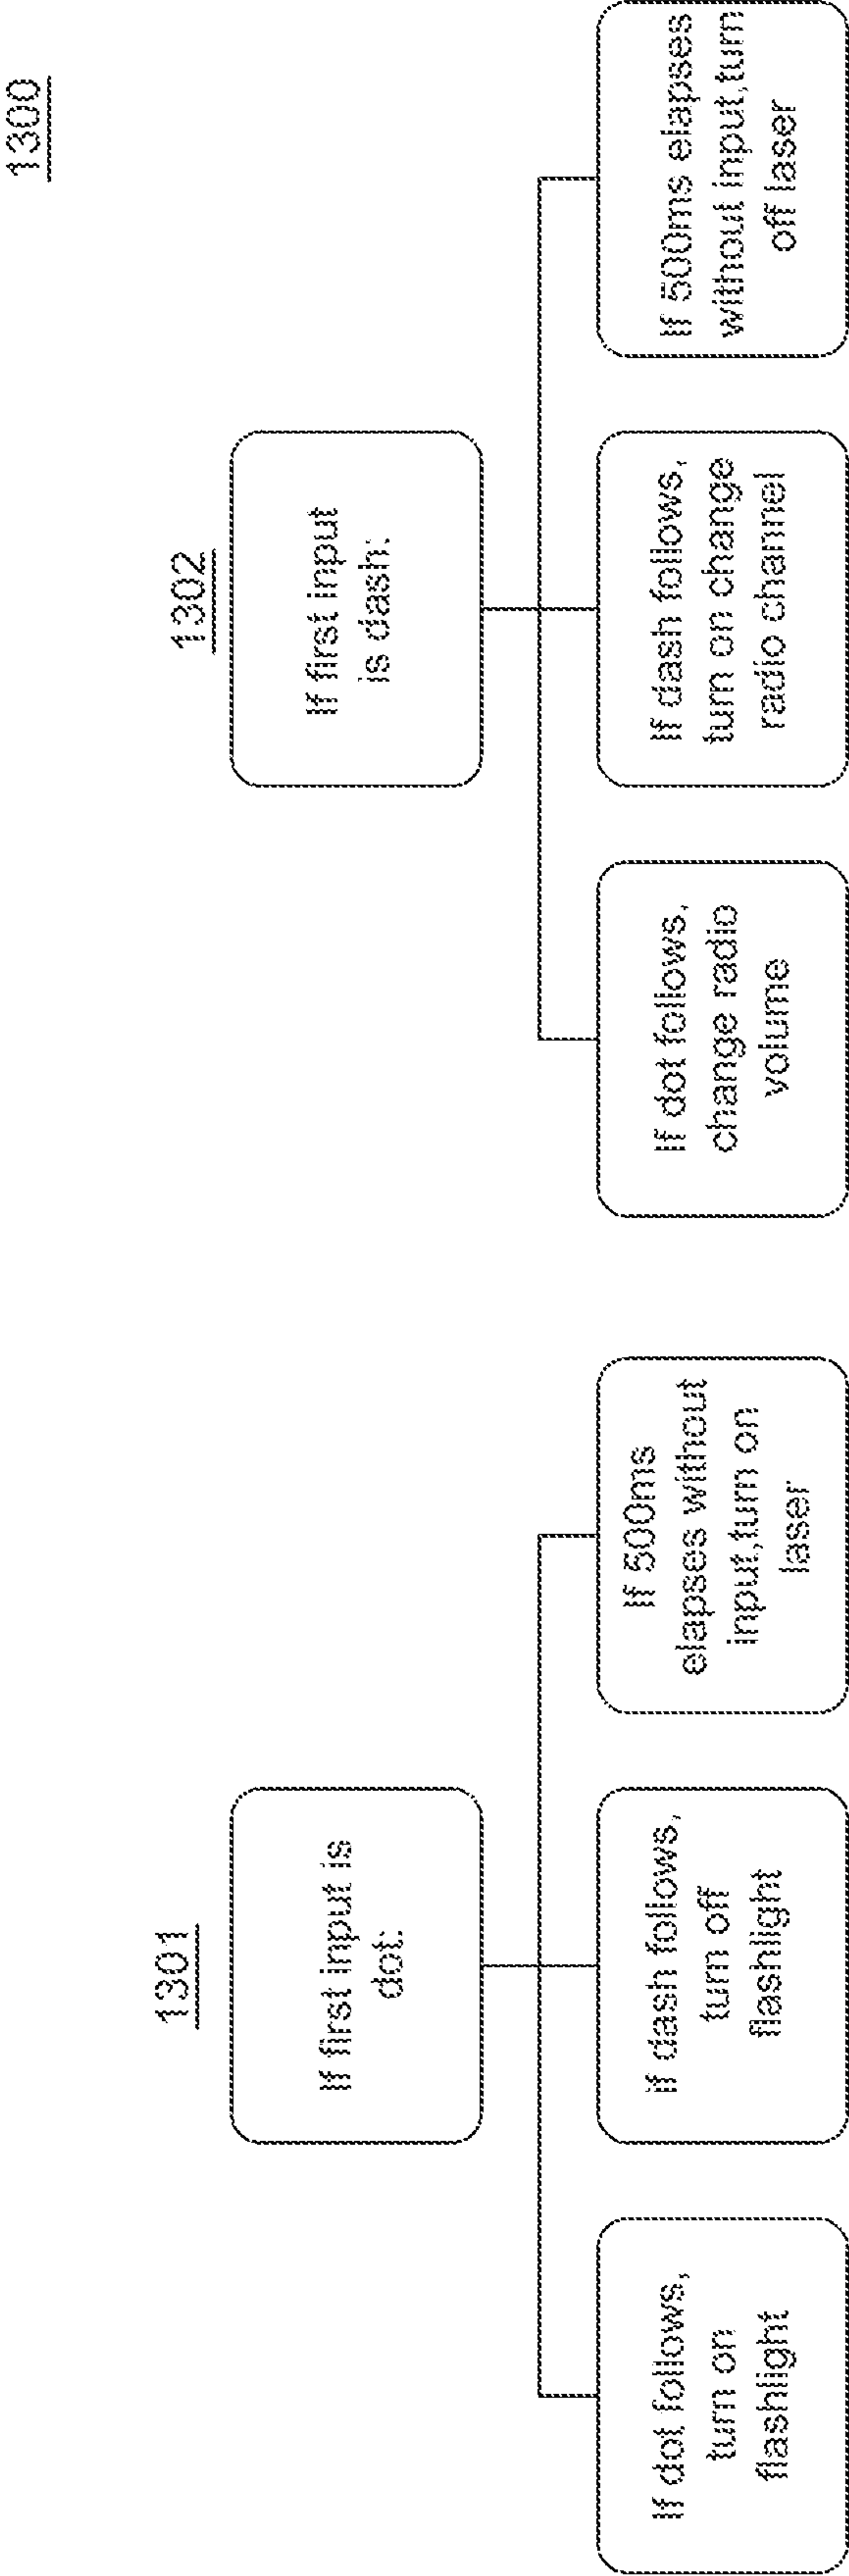 1300
1301
If first input is
dot:
If dot follows,
turn on
flashlight
If dash follows,
turn off
flashlight
If 500ms
elapses without
input,turn on
laser
1302
If first input
is dash:
If dot follows,
change radio
volume
If dash follows,
turn on change
radio channel
If 500ms elapses
without input,turn
off laser